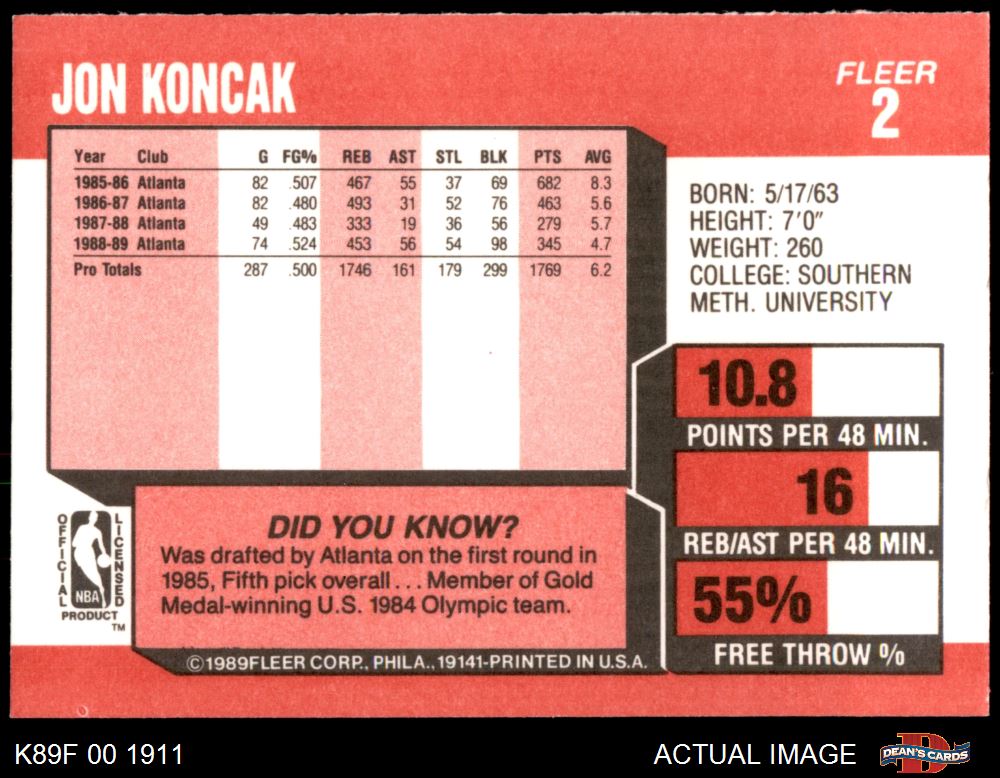 JON KONCAK
FLEER
2
Year Club G FG% REB AST STL BLK PTS AVG
1985-86 Atlanta 82 .507 467 55 37 69 682 8.3
1986-87 Atlanta 82 .480 493 31 52 76 463 5.6
1987-88 Atlanta 49 .483 333 19 36 56 279 5.7
1988-89 Atlanta 74 .524 453 56 54 98 345 4.7
Pro Totals 287 .500 1746 161 179 299 1769 6.2
BORN: 5/17/63
HEIGHT: 7'0"
WEIGHT: 260
COLLEGE: SOUTHERN
METH. UNIVERSITY
10.8
POINTS PER 48 MIN.
16
REB/AST PER 48 MIN.
55%
FREE THROW %
OFFICIAL LICENSED
NBA
PRODUCT
TM
DID YOU KNOW?
Was drafted by Atlanta on the first round in
1985, Fifth pick overall... Member of Gold
Medal-winning U.S. 1984 Olympic team.
©1989FLEER CORP., PHILA., 19141-PRINTED IN U.S.A.
K89F 00 1911
ACTUAL IMAGE
DEAN'S CARDS